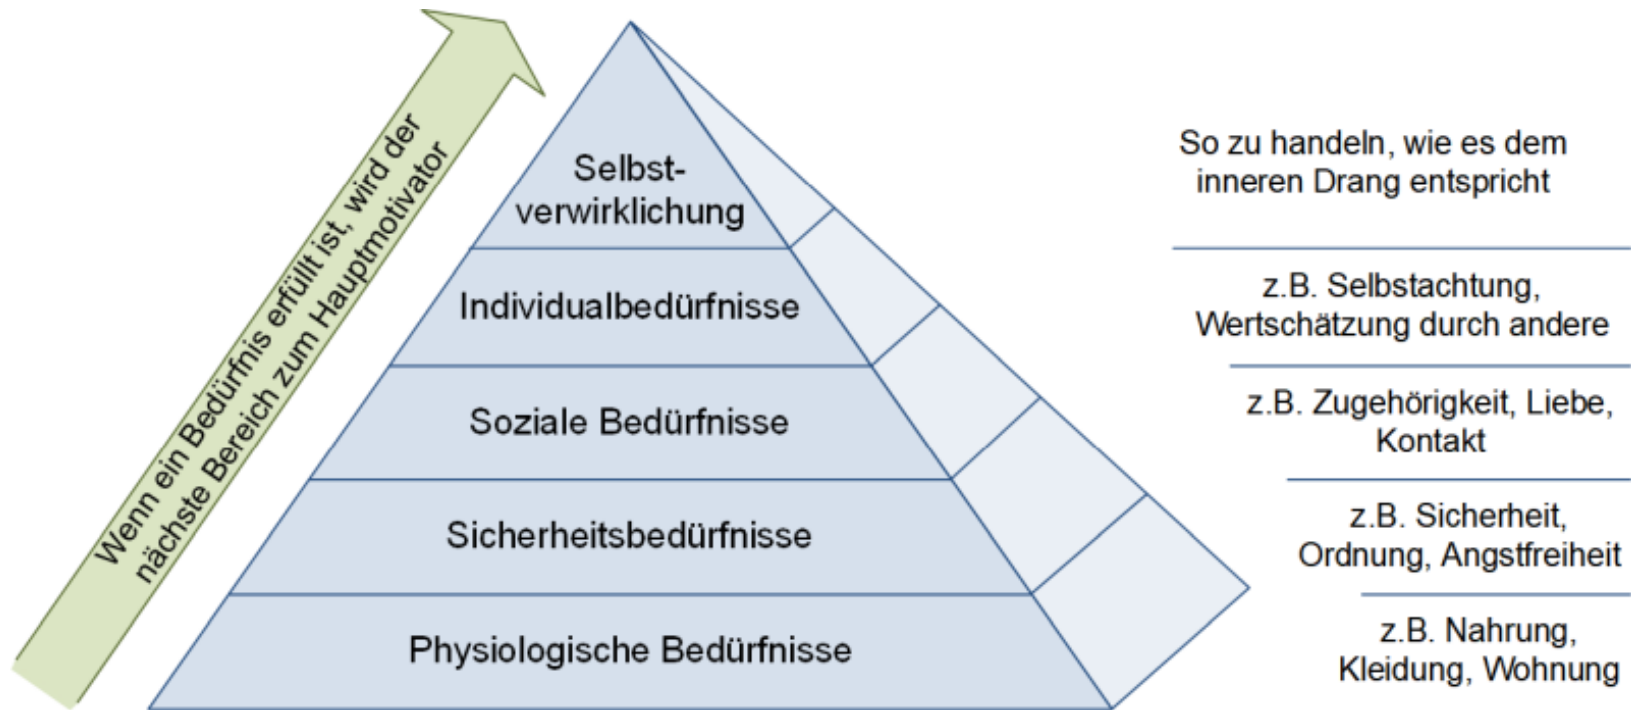 Wenn ein Bedürfnis erfüllt ist, wird der
nächste Bereich zum Hauptmotivator
Selbst-
verwirklichung
So zu handeln, wie es dem
inneren Drang entspricht
Individualbedürfnisse
z.B. Selbstachtung,
Wertschätzung durch andere
Soziale Bedürfnisse
z.B. Zugehörigkeit, Liebe,
Kontakt
Sicherheitsbedürfnisse
z.B. Sicherheit,
Ordnung, Angstfreiheit
Physiologische Bedürfnisse
z.B. Nahrung,
Kleidung, Wohnung